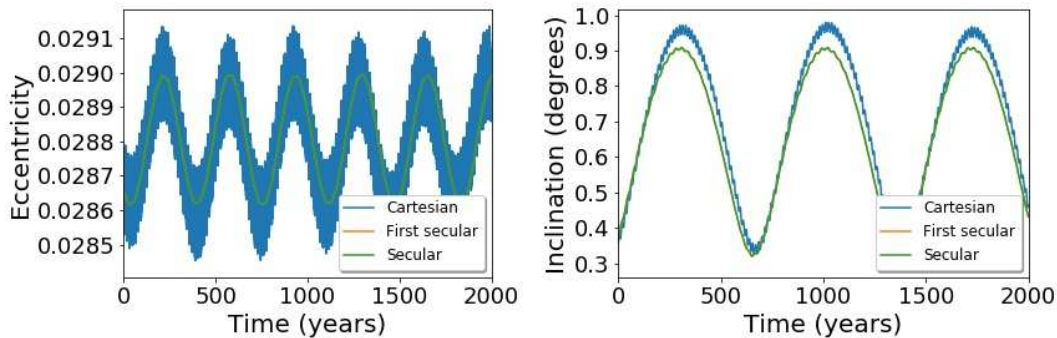 Eccentricity
0.0291
0.0290
0.0289
0.0288
0.0287
0.0286
0.0285
0 500 1000 1500 2000
Time (years)
Cartesian
First secular
Secular
Inclination (degrees)
1.0
0.9
0.8
0.7
0.6
0.5
0.4
0.3
0 500 1000 1500 2000
Time (years)
Cartesian
First secular
Secular